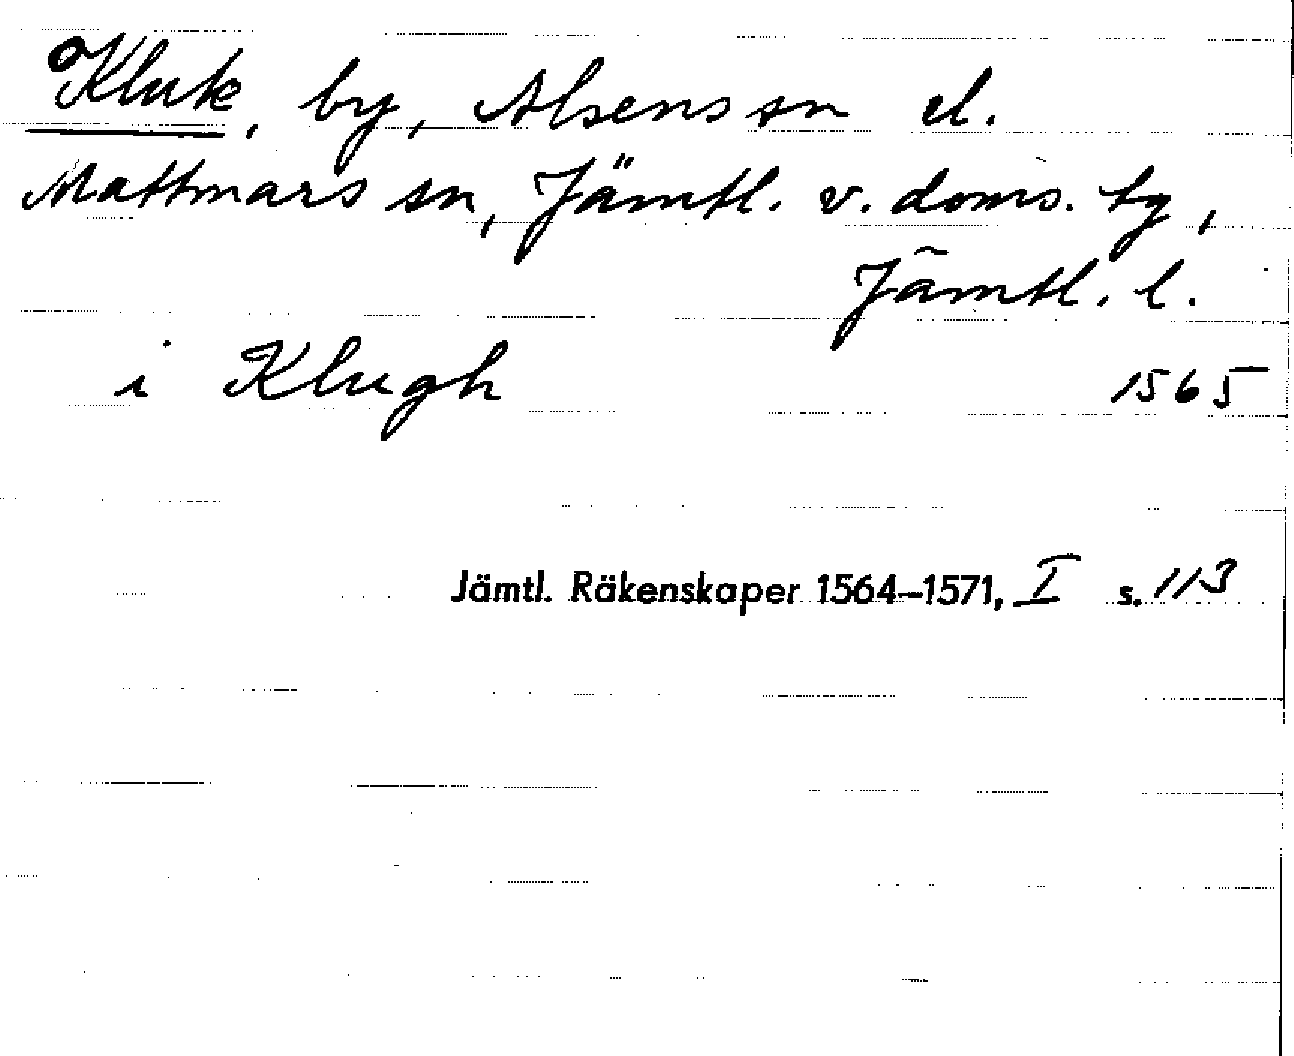 Kluk, by, Alsens sn el.
Mattmars sn, Jämtl. v. doms. tg,
Jämtl. l.
i Klugh 1565
Jämtl. Räkenskaper 1564–1571, I s. 113